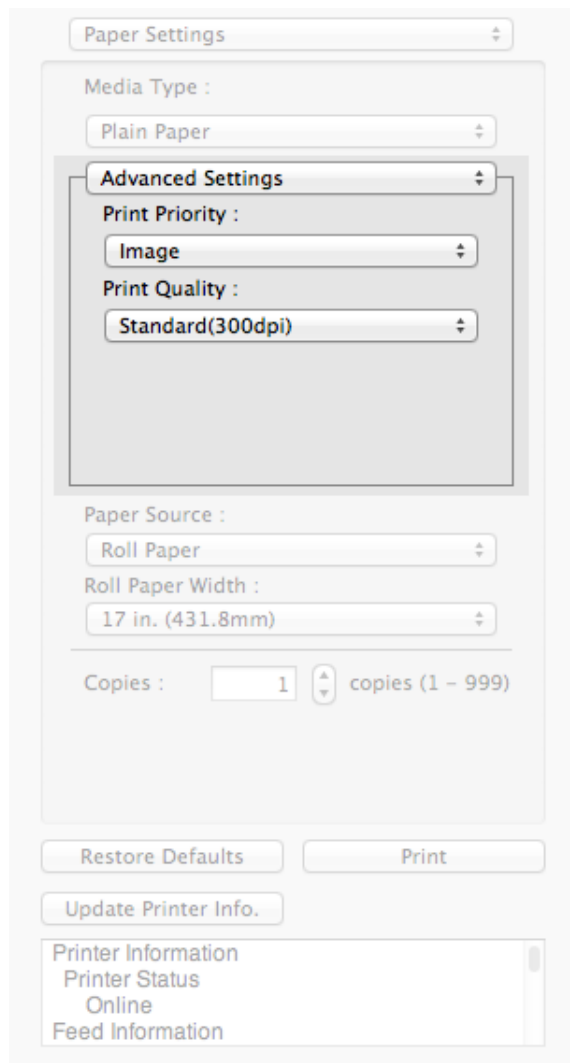 Paper Settings
Media Type :
Plain Paper
Advanced Settings
Print Priority :
Image
Print Quality :
Standard(300dpi)
Paper Source :
Roll Paper
Roll Paper Width :
17 in. (431.8mm)
Copies : 1 copies (1 – 999)
Restore Defaults Print
Update Printer Info.
Printer Information
Printer Status
Online
Feed Information